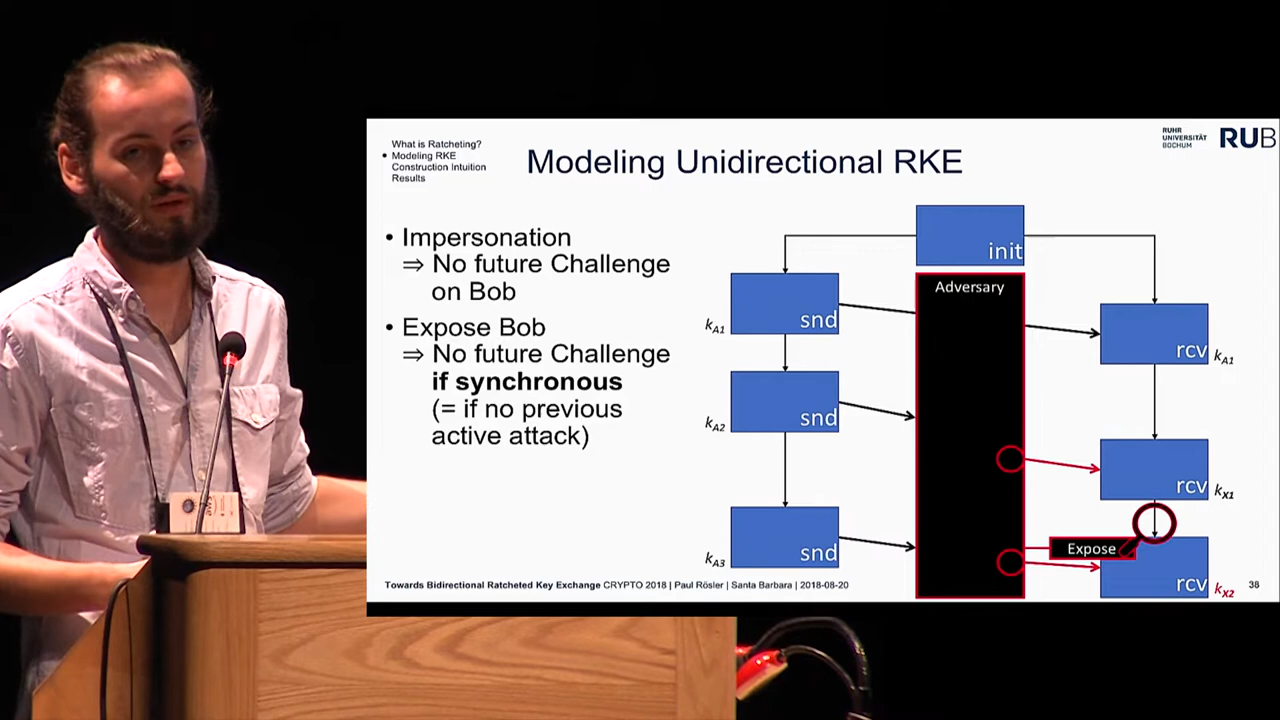 What is Ratcheting?
• Modeling RKE
Construction Intuition
Results
Modeling Unidirectional RKE
RUHR
UNIVERSITÄT
BOCHUM
RUB
• Impersonation
⇒ No future Challenge
on Bob
• Expose Bob
⇒ No future Challenge
if synchronous
(= if no previous
active attack)
init
Adversary
snd
kA1
rcv
kA1
snd
kA2
rcv
kX1
snd
kA3
Expose
rcv
kX2
Towards Bidirectional Ratcheted Key Exchange CRYPTO 2018 | Paul Rösler | Santa Barbara | 2018-08-20
38